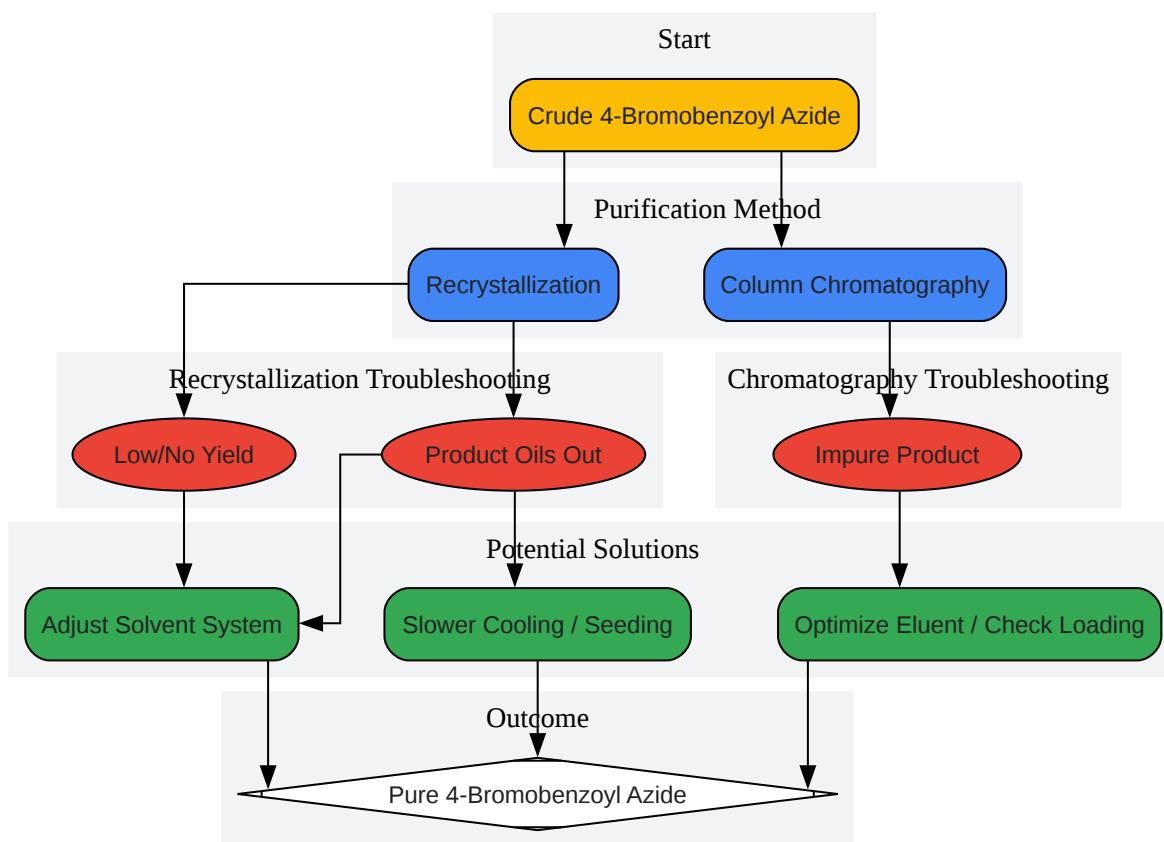 Start
Crude 4-Bromobenzoyl Azide
Purification Method
Recrystallization
Column Chromatography
Recrystallization Troubleshooting
Chromatography Troubleshooting
Low/No Yield
Product Oils Out
Impure Product
Potential Solutions
Adjust Solvent System
Slower Cooling / Seeding
Optimize Eluent / Check Loading
Outcome
Pure 4-Bromobenzoyl Azide